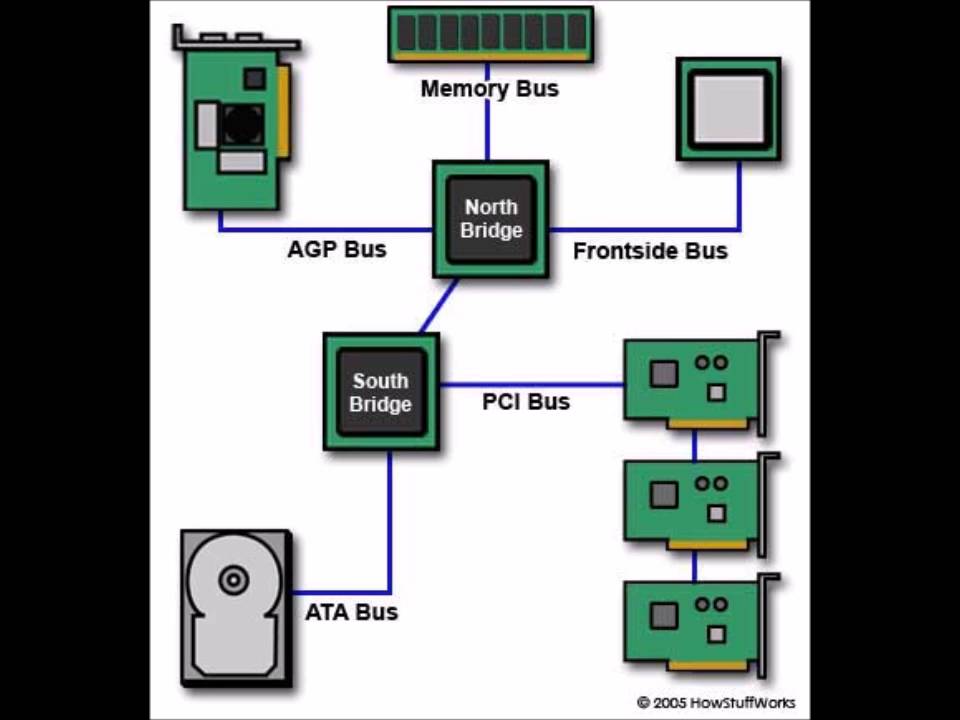 Memory Bus
North
Bridge
AGP Bus
Frontside Bus
South
Bridge
PCI Bus
ATA Bus
© 2005 HowStuffWorks